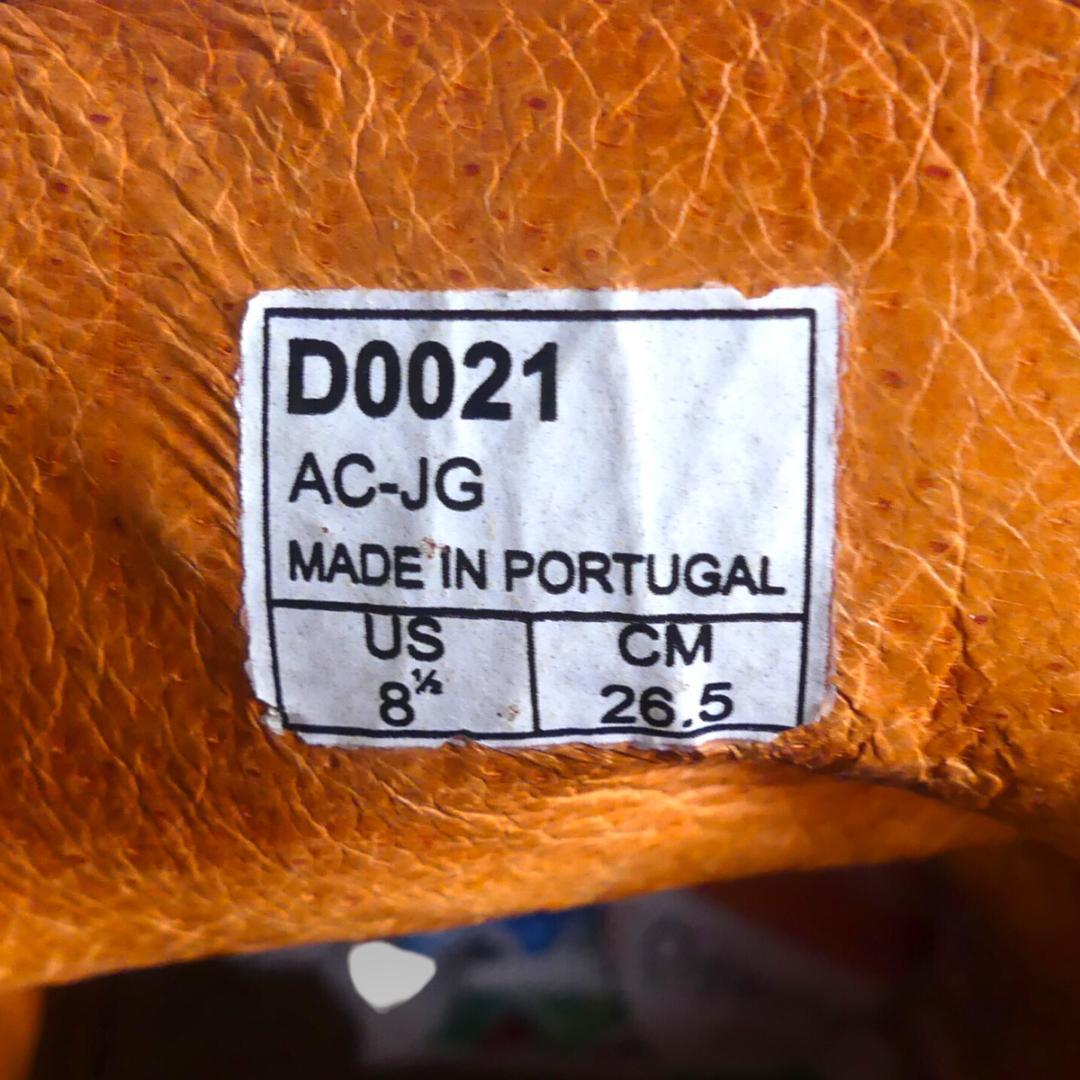 D0021
AC-JG
MADE IN PORTUGAL
US CM
8½ 26.5